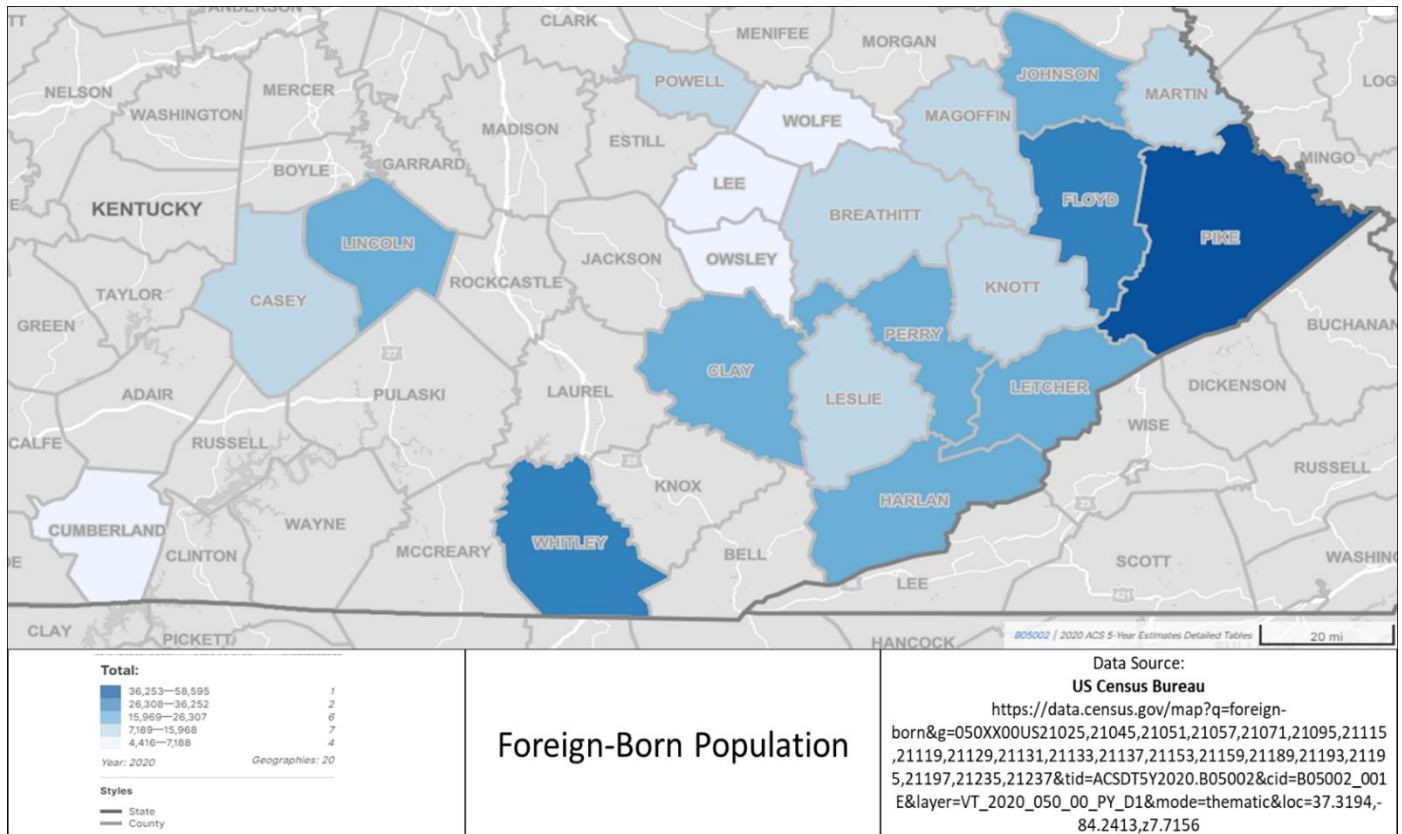 ANDERSON
CLARK
MENIFEE
MORGAN
NELSON
MERCER
POWELL
JOHNSON
LOG
WASHINGTON
MARTIN
MADISON
WOLFE
MAGOFFIN
ESTILL
BOYLE
GARRARD
MINGO
LEE
KENTUCKY
FLOYD
BREATHITT
LINCOLN
PIKE
JACKSON
OWSLEY
ROCKCASTLE
KNOTT
TAYLOR
CASEY
GREEN
BUCHANAN
PERRY
27
CLAY
LETCHER
DICKENSON
ADAIR
PULASKI
LAUREL
LESLIE
WISE
CALFE
RUSSELL
RUSSELL
KNOX
HARLAN
CUMBERLAND
WAYNE
WHITLEY
MCCREARY
BELL
CLINTON
SCOTT
WASHING
LEE
CLAY
PICKETT
HANCOCK
B05002 | 2020 ACS 5-Year Estimates Detailed Tables
20 mi
Total:
36,253—58,595 1
26,308—36,252 2
15,969—26,307 6
7,189—15,968 7
4,416—7,188 4
Year: 2020 Geographies: 20
Styles
State
County
Foreign-Born Population
Data Source:
US Census Bureau
https://data.census.gov/map?q=foreign-
born&g=050XX00US21025,21045,21051,21057,21071,21095,21115
,21119,21129,21131,21133,21137,21153,21159,21189,21193,2119
5,21197,21235,21237&tid=ACSDT5Y2020.B05002&cid=B05002_001
E&layer=VT_2020_050_00_PY_D1&mode=thematic&loc=37.3194,-
84.2413,z7.7156